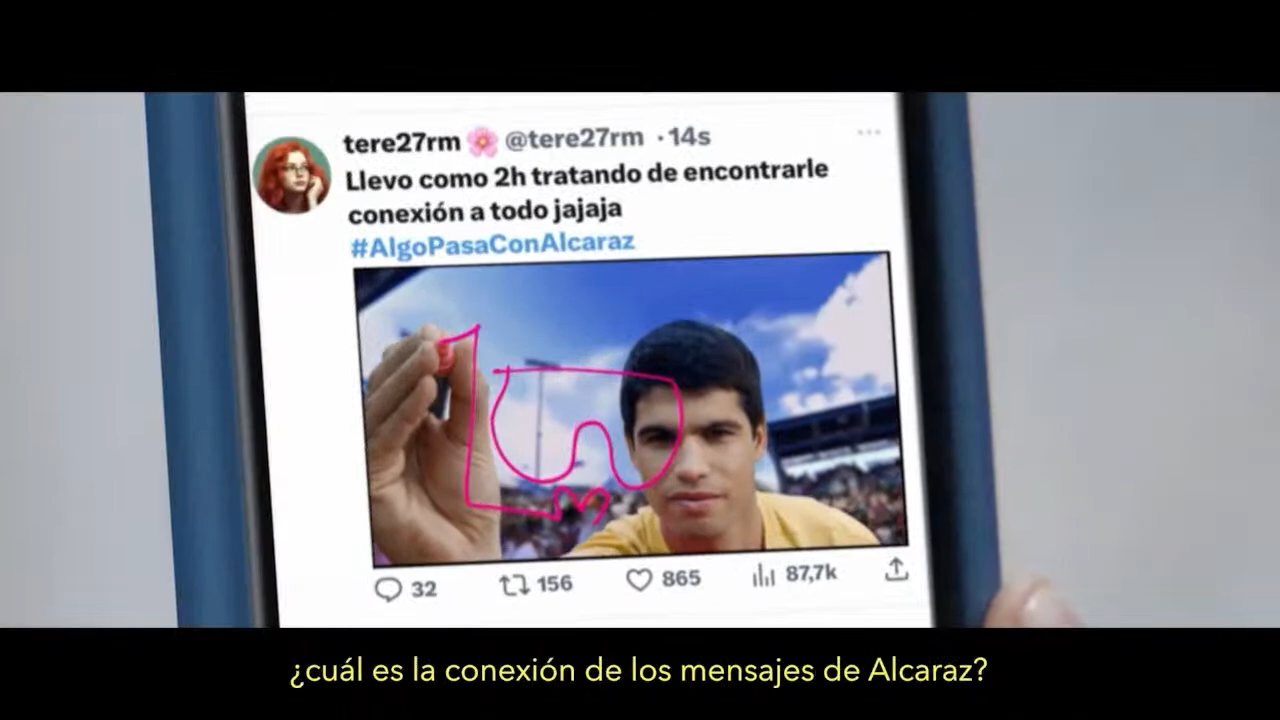 tere27rm 🌸 @tere27rm · 14s
Llevo como 2h tratando de encontrarle
conexión a todo jajaja
#AlgoPasaConAlcaraz
32 156 865 87,7k
¿cuál es la conexión de los mensajes de Alcaraz?